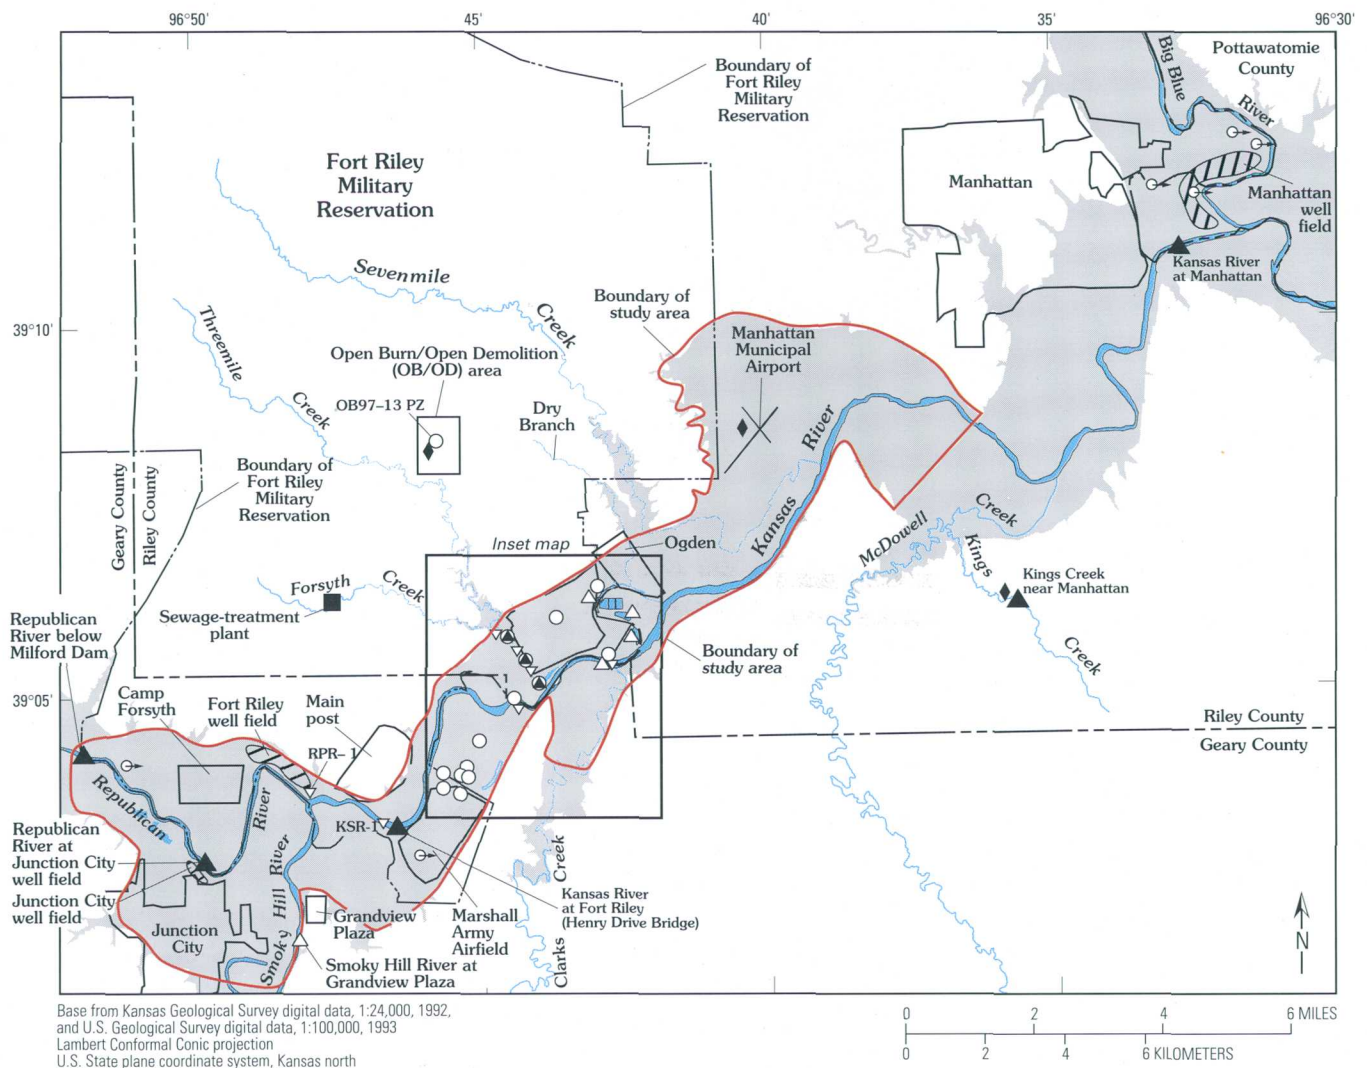 96°50'
45'
40'
35'
96°30'
Pottawatomie
County
Big Blue
River
Boundary of
Fort Riley
Military
Reservation
Fort Riley
Military
Reservation
Manhattan
Manhattan
well
field
Kansas River
at Manhattan
Sevenmile
Creek
Boundary of
study area
39°10'
Threemile
Creek
Manhattan
Municipal
Airport
Open Burn/Open Demolition
(OB/OD) area
OB97–13 PZ
Dry
Branch
Geary County
Riley County
Boundary of
Fort Riley
Military
Reservation
Kansas
River
McDowell
Creek
Inset map
Ogden
Kings
Creek
Kings Creek
near Manhattan
Forsyth
Creek
Sewage-treatment
plant
Republican
River below
Milford Dam
Boundary of
study area
39°05'
Camp
Forsyth
Fort Riley
well field
Main
post
RPR– 1
Riley County
Geary County
Republican
River
KSR-1
Republican
River at
Junction City
well field
Junction City
well field
Smoky Hill River
Junction
City
Grandview
Plaza
Smoky Hill River at
Grandview Plaza
Marshall
Army
Airfield
Kansas River
at Fort Riley
(Henry Drive Bridge)
Clarks Creek
N
Base from Kansas Geological Survey digital data, 1:24,000, 1992,
and U.S. Geological Survey digital data, 1:100,000, 1993
Lambert Conformal Conic projection
U.S. State plane coordinate system, Kansas north
0 2 4 6 MILES
0 2 4 6 KILOMETERS